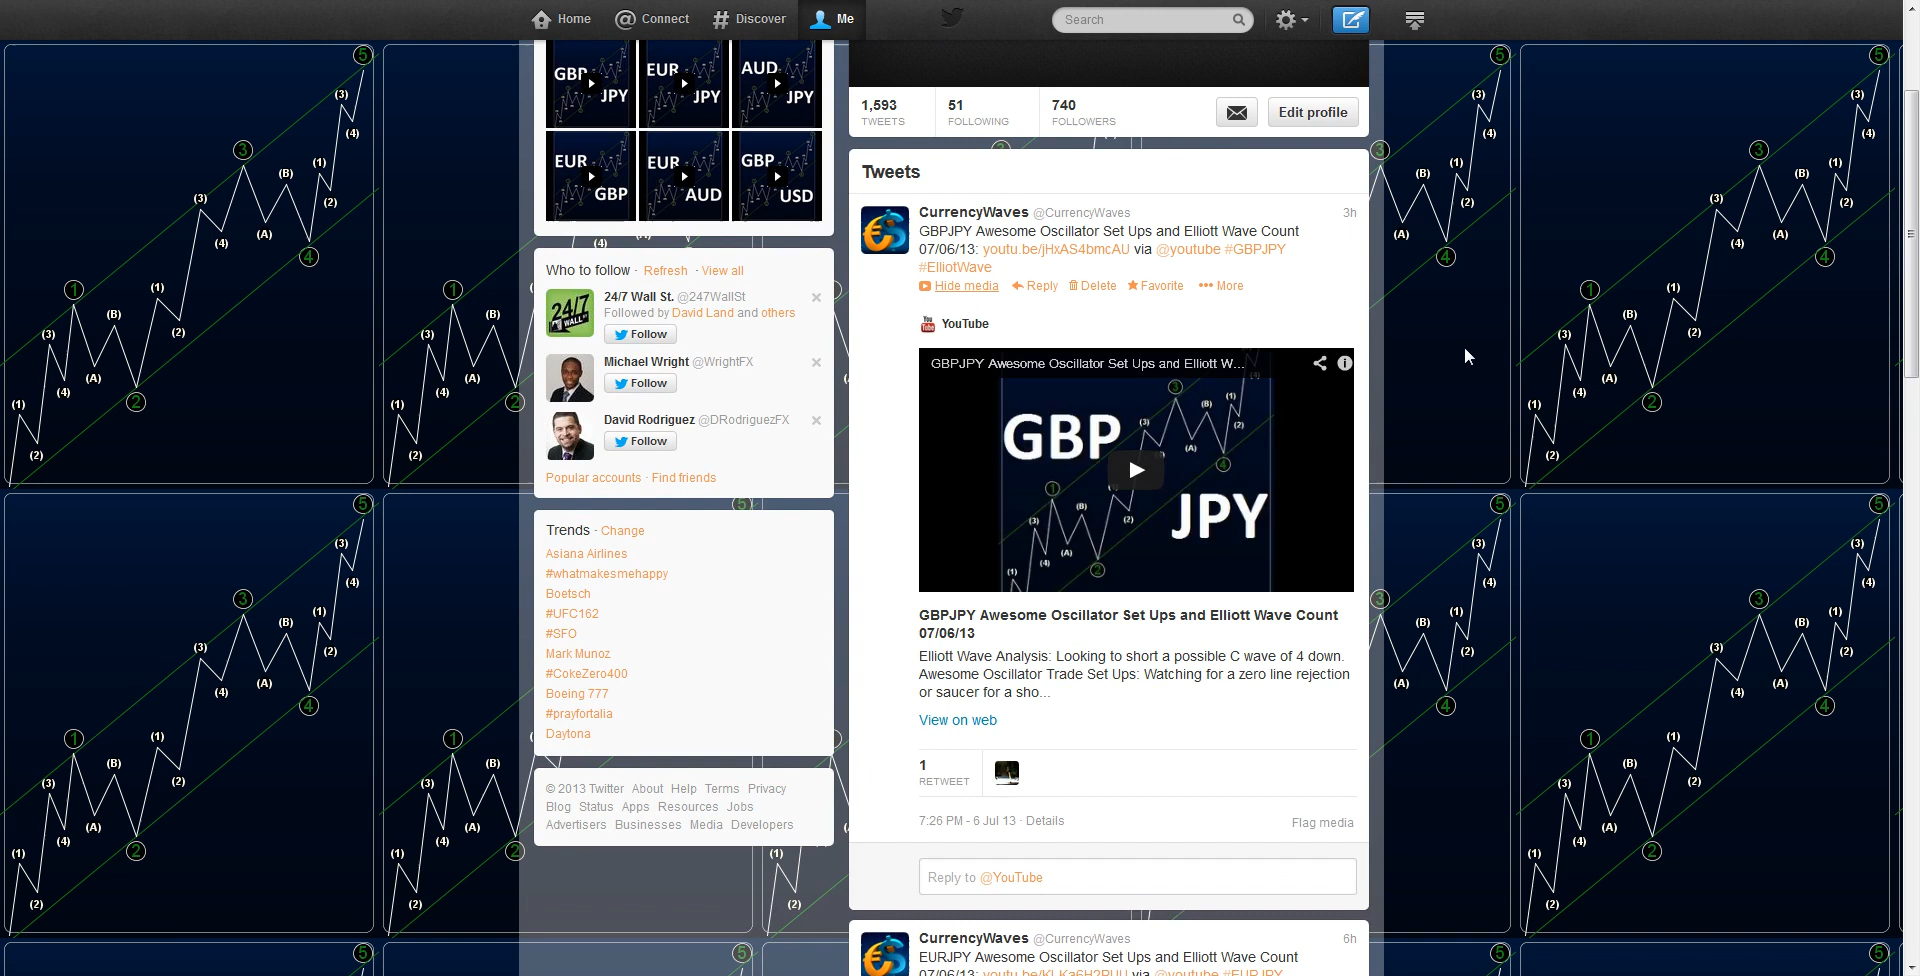 Home Connect Discover Me Search
GBP JPY
EUR JPY
AUD JPY
EUR GBP
EUR AUD
GBP USD
Who to follow · Refresh · View all
24/7 Wall St. @247WallSt
Followed by David Land and others
Follow
Michael Wright @WrightFX
Follow
David Rodriguez @DRodriguezFX
Follow
Popular accounts · Find friends
Trends · Change
Asiana Airlines
#whatmakesmehappy
Boetsch
#UFC162
#SFO
Mark Munoz
#CokeZero400
Boeing 777
#prayfortalia
Daytona
© 2013 Twitter About Help Terms Privacy
Blog Status Apps Resources Jobs
Advertisers Businesses Media Developers
1,593 51 740
TWEETS FOLLOWING FOLLOWERS
Edit profile
Tweets
CurrencyWaves @CurrencyWaves 3h
GBPJPY Awesome Oscillator Set Ups and Elliott Wave Count
07/06/13: youtu.be/jHxAS4bmcAU via @youtube #GBPJPY
#ElliotWave
Hide media Reply Delete Favorite More
YouTube
GBPJPY Awesome Oscillator Set Ups and Elliott W...
GBP
JPY
GBPJPY Awesome Oscillator Set Ups and Elliott Wave Count
07/06/13
Elliott Wave Analysis: Looking to short a possible C wave of 4 down.
Awesome Oscillator Trade Set Ups: Watching for a zero line rejection
or saucer for a sho...
View on web
1
RETWEET
7:26 PM - 6 Jul 13 · Details Flag media
Reply to @YouTube
CurrencyWaves @CurrencyWaves 6h
EURJPY Awesome Oscillator Set Ups and Elliott Wave Count